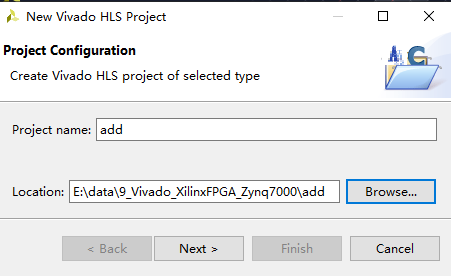 New Vivado HLS Project
Project Configuration
Create Vivado HLS project of selected type
Project name: add
Location: E:\data\9_Vivado_XilinxFPGA_Zynq7000\add Browse...
< Back Next > Finish Cancel